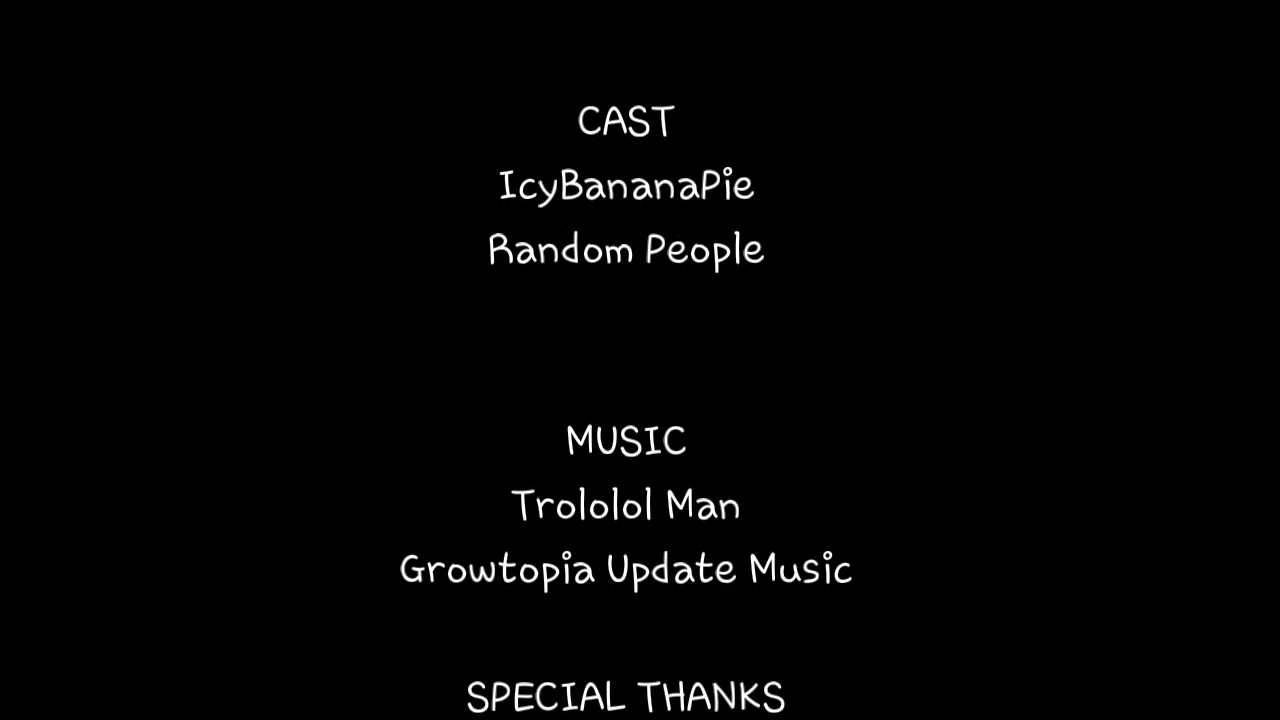 CAST
IcyBananaPie
Random People
MUSIC
Trololol Man
Growtopia Update Music
SPECIAL THANKS